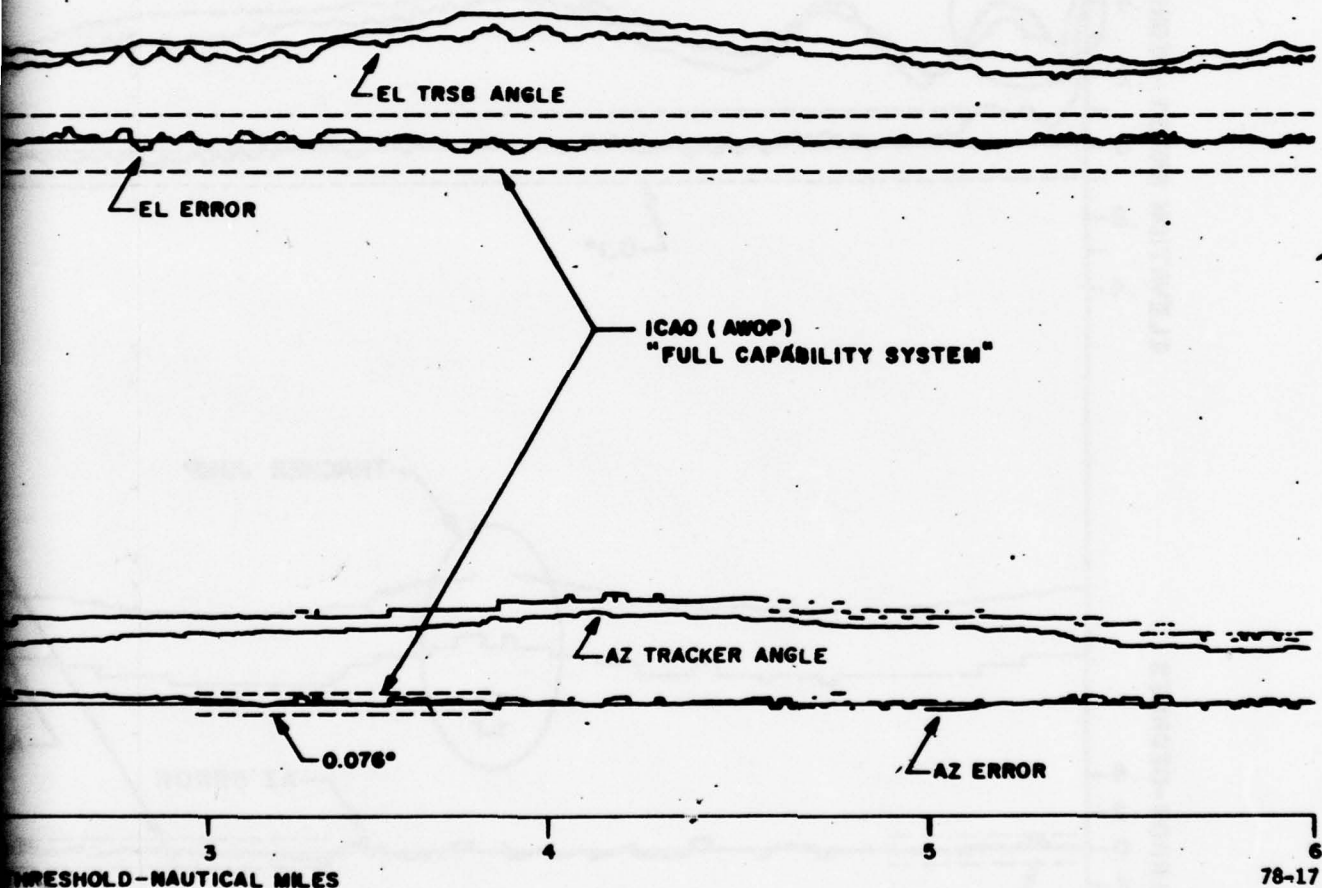 EL TRSB ANGLE
EL ERROR
ICAO (AWOP)
"FULL CAPABILITY SYSTEM"
AZ TRACKER ANGLE
0.076°
AZ ERROR
3 4 5 6
THRESHOLD-NAUTICAL MILES
78-17